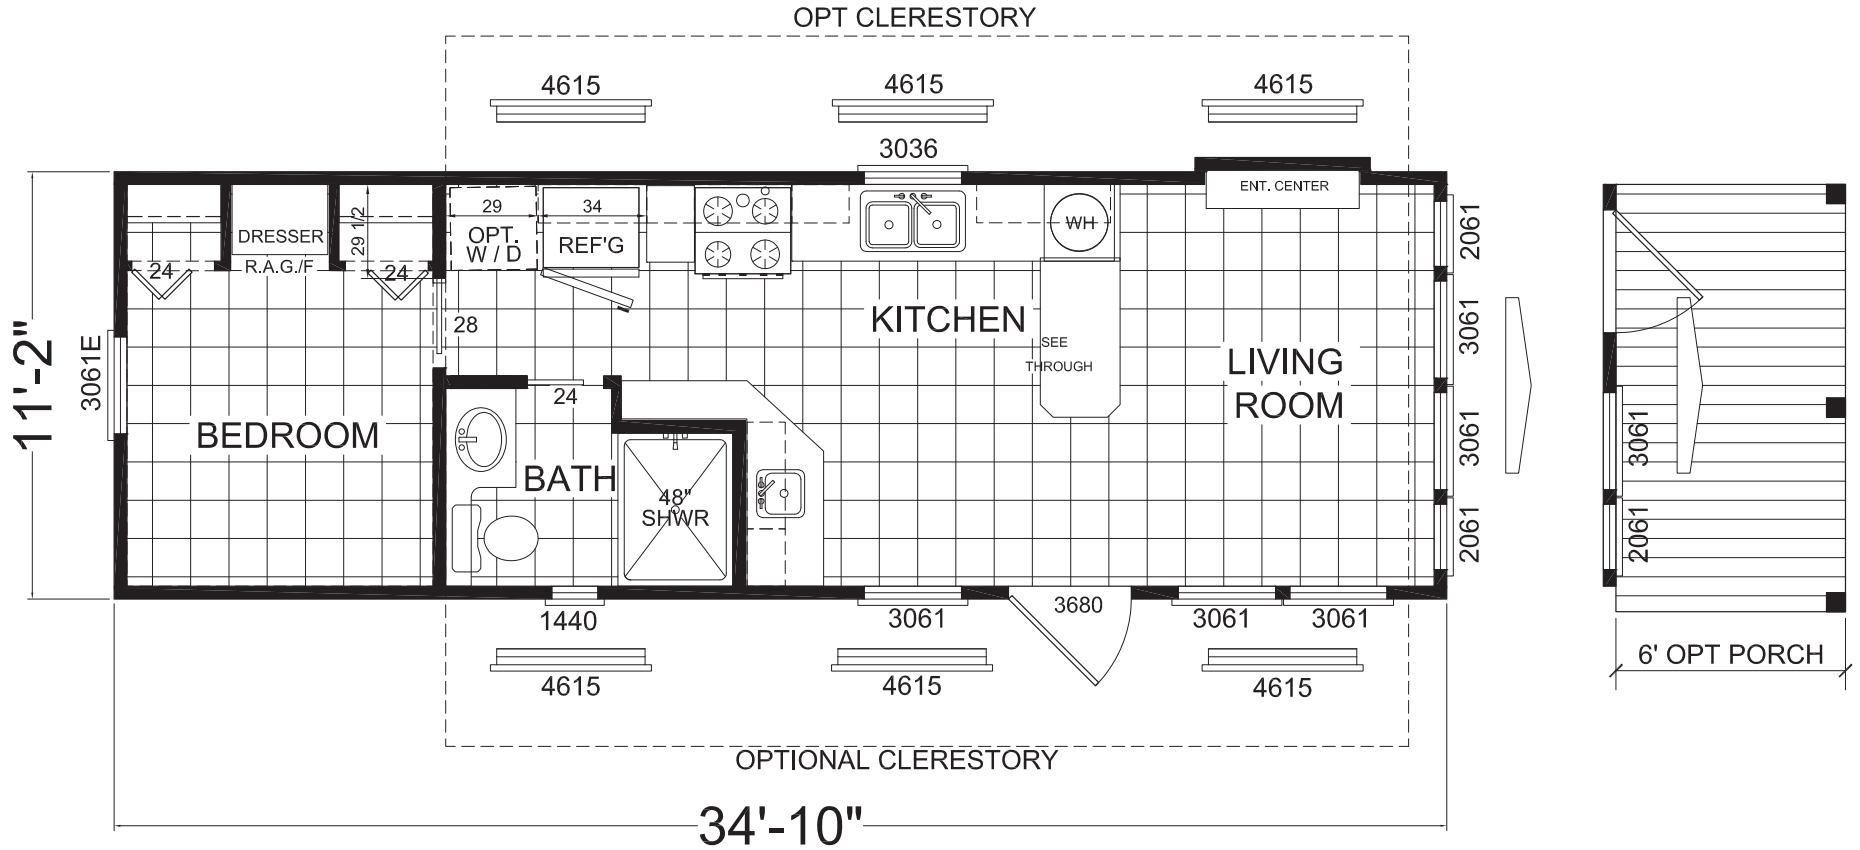 OPT CLERESTORY
4615
4615
4615
3036
ENT. CENTER
29
34
OPT.
W / D
REF'G
WH
DRESSER
R.A.G./F
29 1/2
24
24
2061
3061
3061
2061
28
KITCHEN
SEE
THROUGH
LIVING
ROOM
3061E
11'-2"
BEDROOM
24
BATH
48"
SHWR
3061
2061
1440
3061
3680
3061
3061
4615
4615
4615
6' OPT PORCH
OPTIONAL CLERESTORY
34'-10"